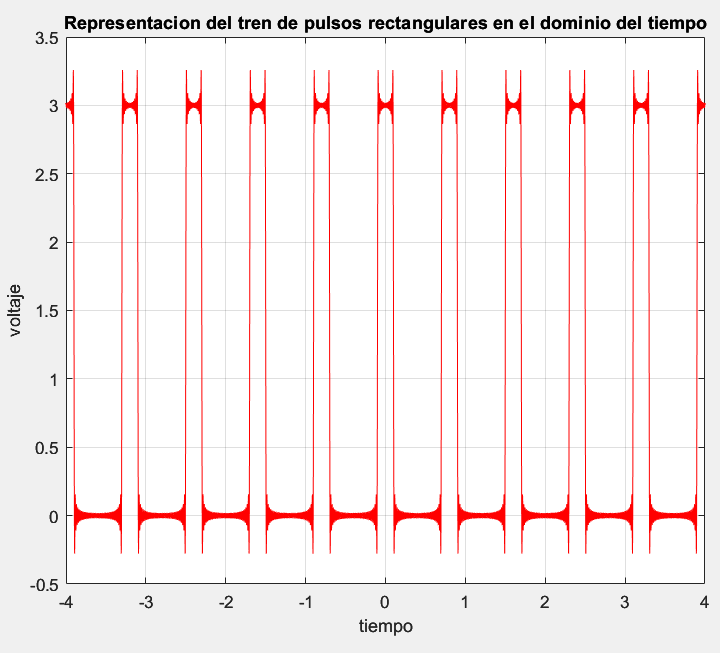 Representacion del tren de pulsos rectangulares en el dominio del tiempo
3.5
3
2.5
2
1.5
1
0.5
0
-0.5
voltaje
-4 -3 -2 -1 0 1 2 3 4
tiempo